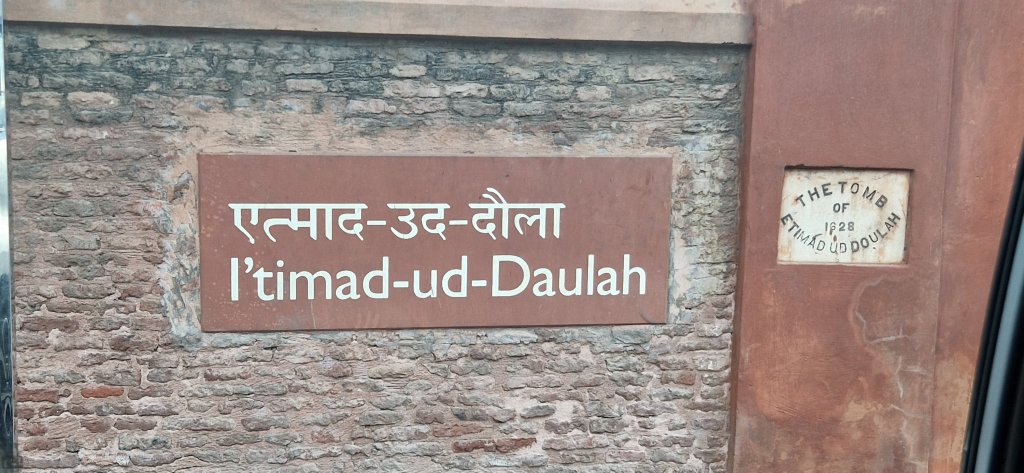 एत्माद-उद-दौला
I'timad-ud-Daulah
THE TOMB
OF
1628
ETIMAD UD DOULAH